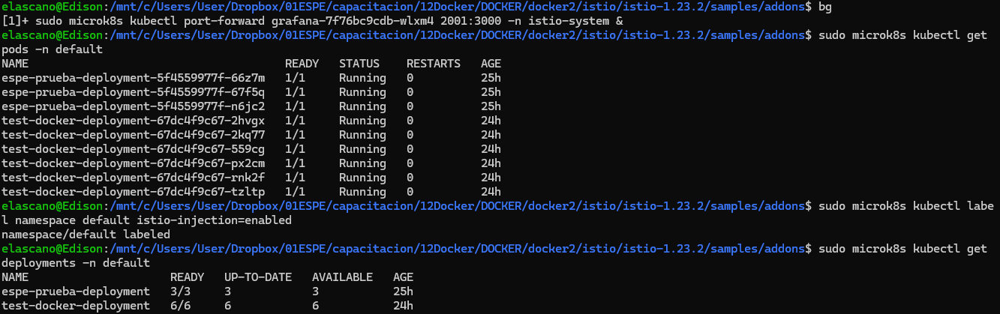 elascano@Edison:/mnt/c/Users/User/Dropbox/01ESPE/capacitacion/12Docker/DOCKER/docker2/istio/istio-1.23.2/samples/addons$ bg
[1]+ sudo microk8s kubectl port-forward grafana-7f76bc9cdb-wlxm4 2001:3000 -n istio-system &
elascano@Edison:/mnt/c/Users/User/Dropbox/01ESPE/capacitacion/12Docker/DOCKER/docker2/istio/istio-1.23.2/samples/addons$ sudo microk8s kubectl get
pods -n default
NAME                                      READY   STATUS    RESTARTS   AGE
espe-prueba-deployment-5f4559977f-66z7m   1/1     Running   0          25h
espe-prueba-deployment-5f4559977f-67f5q   1/1     Running   0          25h
espe-prueba-deployment-5f4559977f-n6jc2   1/1     Running   0          25h
test-docker-deployment-67dc4f9c67-2hvgx   1/1     Running   0          24h
test-docker-deployment-67dc4f9c67-2kq77   1/1     Running   0          24h
test-docker-deployment-67dc4f9c67-559cg   1/1     Running   0          24h
test-docker-deployment-67dc4f9c67-px2cm   1/1     Running   0          24h
test-docker-deployment-67dc4f9c67-rnk2f   1/1     Running   0          24h
test-docker-deployment-67dc4f9c67-tzltp   1/1     Running   0          24h
elascano@Edison:/mnt/c/Users/User/Dropbox/01ESPE/capacitacion/12Docker/DOCKER/docker2/istio/istio-1.23.2/samples/addons$ sudo microk8s kubectl labe
l namespace default istio-injection=enabled
namespace/default labeled
elascano@Edison:/mnt/c/Users/User/Dropbox/01ESPE/capacitacion/12Docker/DOCKER/docker2/istio/istio-1.23.2/samples/addons$ sudo microk8s kubectl get
deployments -n default
NAME                     READY   UP-TO-DATE   AVAILABLE   AGE
espe-prueba-deployment   3/3     3            3           25h
test-docker-deployment   6/6     6            6           24h